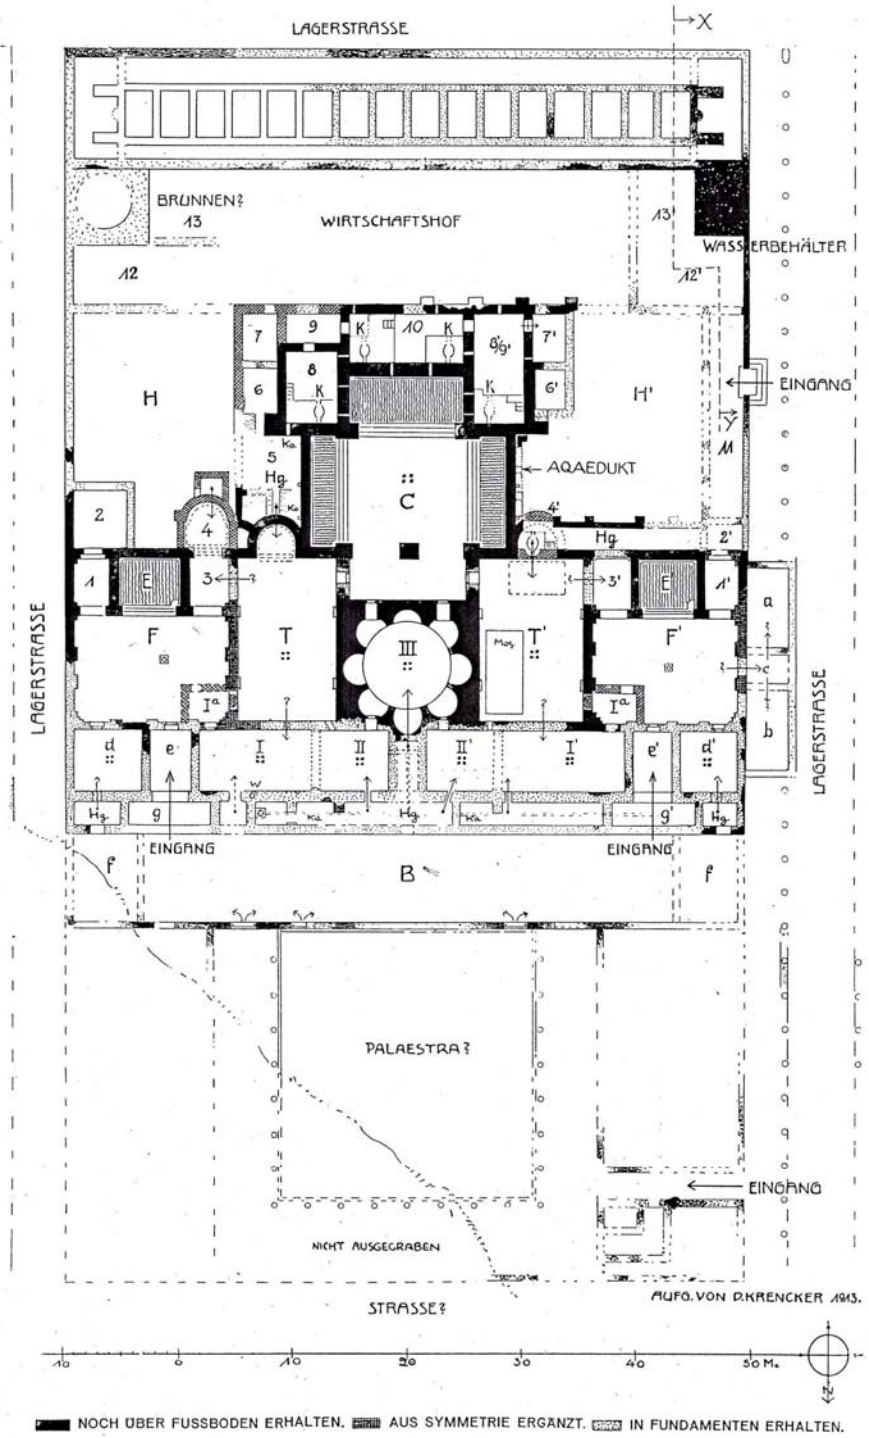 LAGERSTRASSE
X
BRUNNEN?
13
WIRTSCHAFTSHOF
13'
WASSERBEHÄLTER
12
12'
7
9
K
10
K
8'/9'
7'
8
K
6
K
6'
H
H'
EINGANG
Y
11
Ka
5
Hg
AQAEDUKT
C
Ka
2
4
4'
Hg
2'
1
E
3
3'
E'
1'
a
F
T
III
T'
Mos
F'
c
Ia
Ia
b
LAGERSTRASSE
LAGERSTRASSE
d
e
I
II
II'
I'
e'
d'
W
Hg
g
Ka
Hg
Ka
g'
Hg
EINGANG
EINGANG
f
B
f
PALAESTRA?
EINGANG
NICHT AUSGEGRABEN
AUFG. VON D. KRENCKER 1913.
STRASSE?
10
0
10
20
30
40
50 M.
N
NOCH ÜBER FUSSBODEN ERHALTEN. AUS SYMMETRIE ERGÄNZT. IN FUNDAMENTEN ERHALTEN.